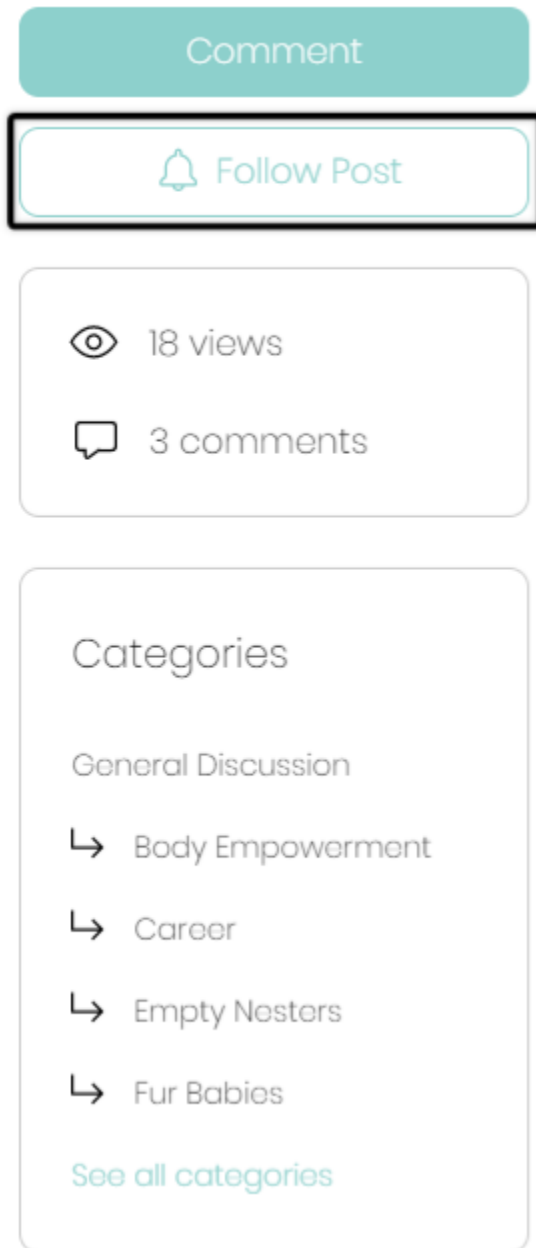 Comment
Follow Post
18 views
3 comments
Categories
General Discussion
Body Empowerment
Career
Empty Nesters
Fur Babies
See all categories